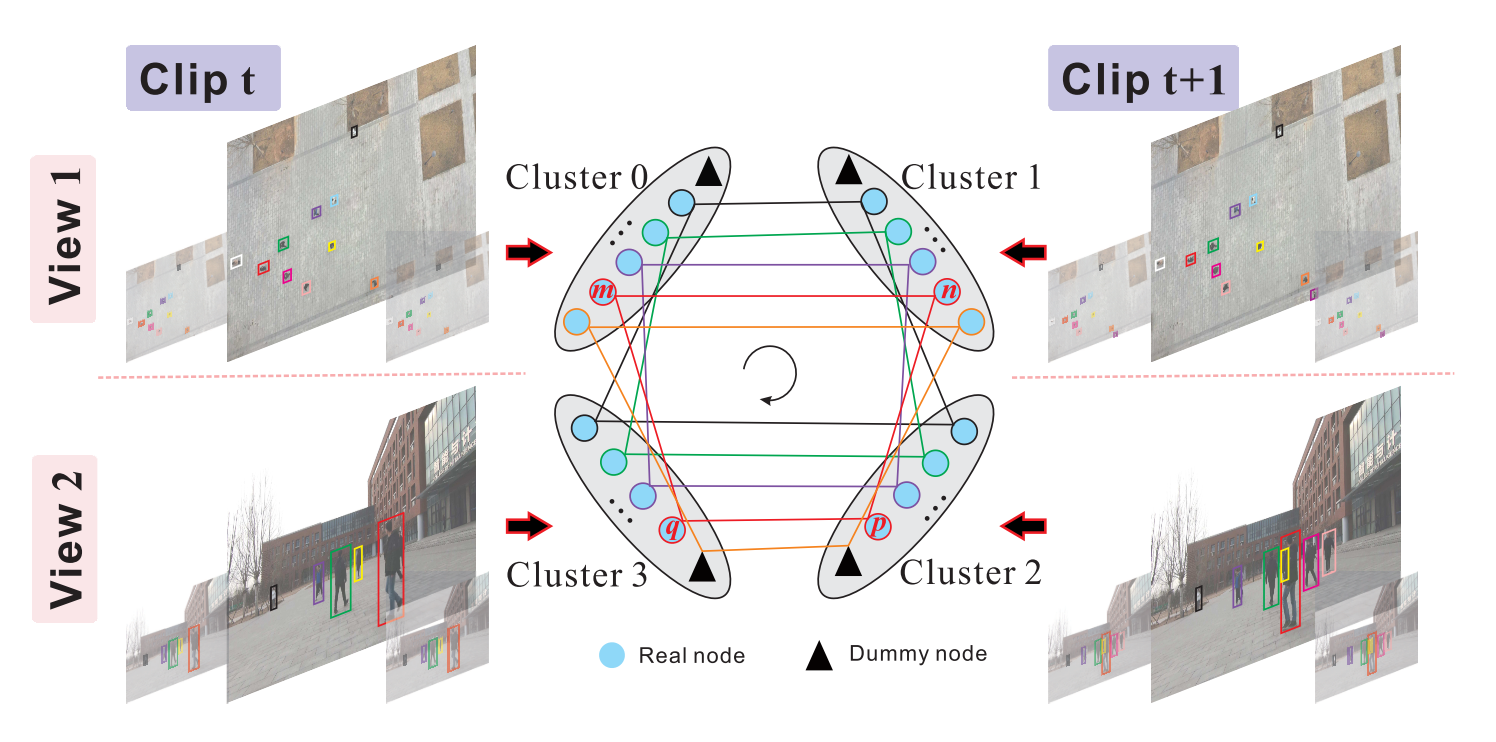 Clip t
Clip t+1
View 1
Cluster 0
Cluster 1
m
n
View 2
q
p
Cluster 3
Cluster 2
Real node
Dummy node